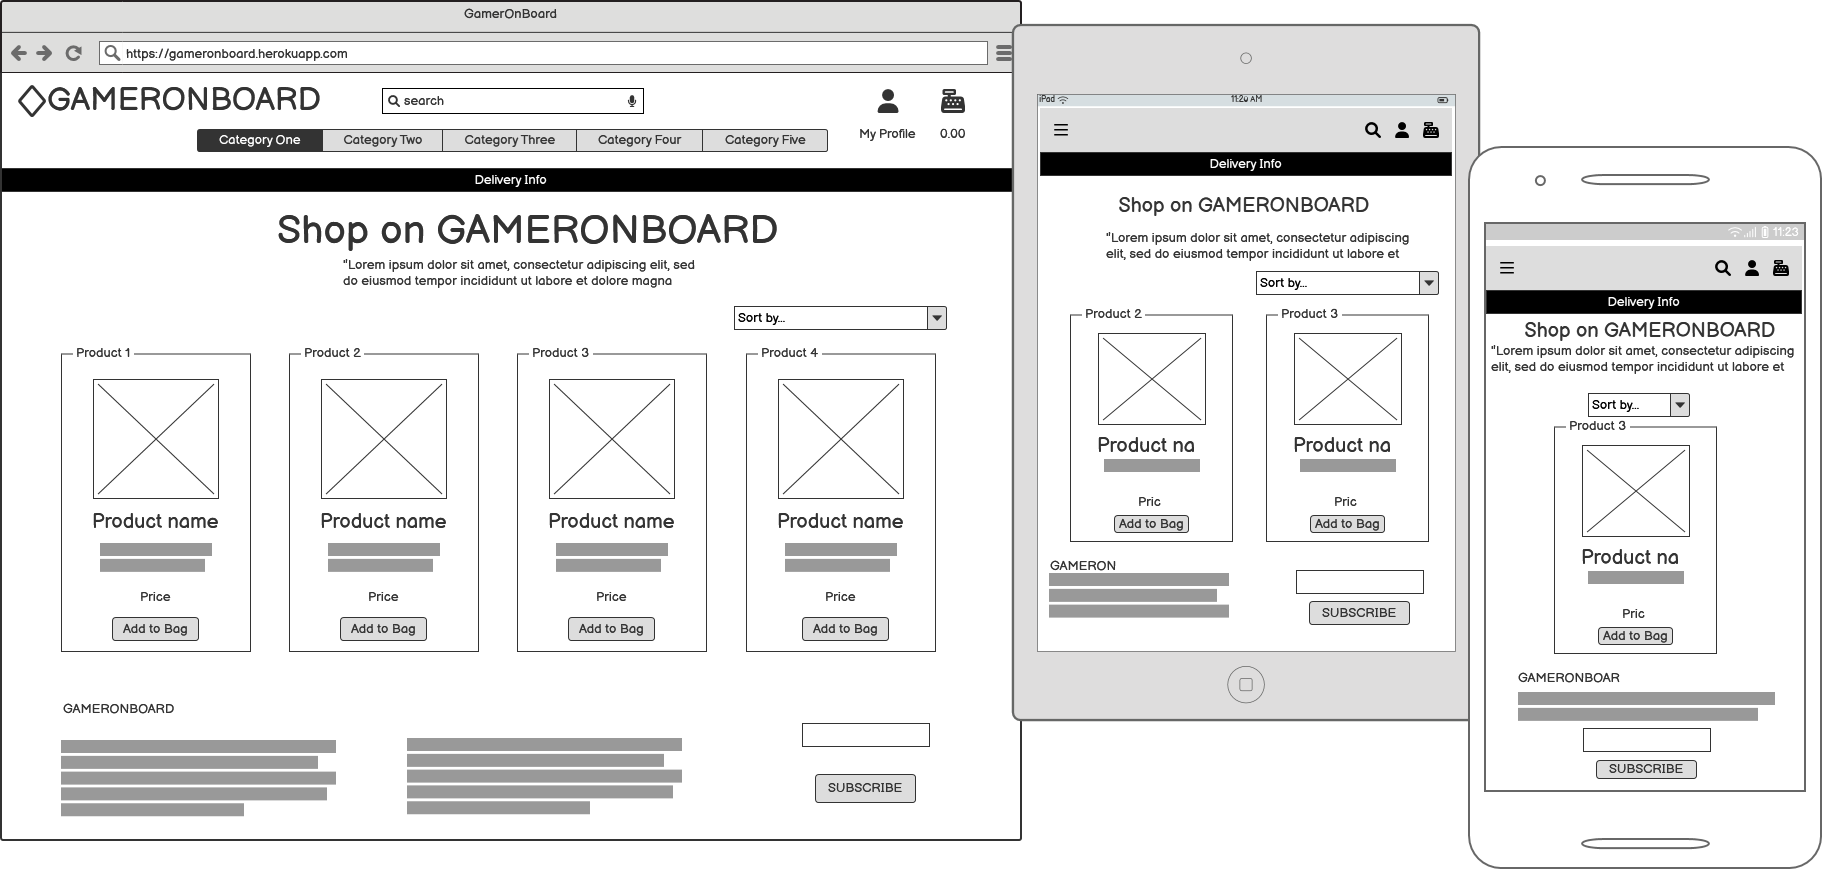 GamerOnBoard
https://gameronboard.herokuapp.com
GAMERONBOARD
search
My Profile
0.00
Category One
Category Two
Category Three
Category Four
Category Five
Delivery Info
Shop on GAMERONBOARD
"Lorem ipsum dolor sit amet, consectetur adipiscing elit, sed
do eiusmod tempor incididunt ut labore et dolore magna
Sort by...
Product 1
Product 2
Product 3
Product 4
Product name
Product name
Product name
Product name
Price
Price
Price
Price
Add to Bag
Add to Bag
Add to Bag
Add to Bag
GAMERONBOARD
SUBSCRIBE
iPad
11:20 AM
Delivery Info
Shop on GAMERONBOARD
"Lorem ipsum dolor sit amet, consectetur adipiscing
elit, sed do eiusmod tempor incididunt ut labore et
Sort by...
Product 2
Product 3
Product na
Product na
Pric
Pric
Add to Bag
Add to Bag
GAMERON
SUBSCRIBE
11:23
Delivery Info
Shop on GAMERONBOARD
"Lorem ipsum dolor sit amet, consectetur adipiscing
elit, sed do eiusmod tempor incididunt ut labore et
Sort by...
Product 3
Product na
Pric
Add to Bag
GAMERONBOAR
SUBSCRIBE